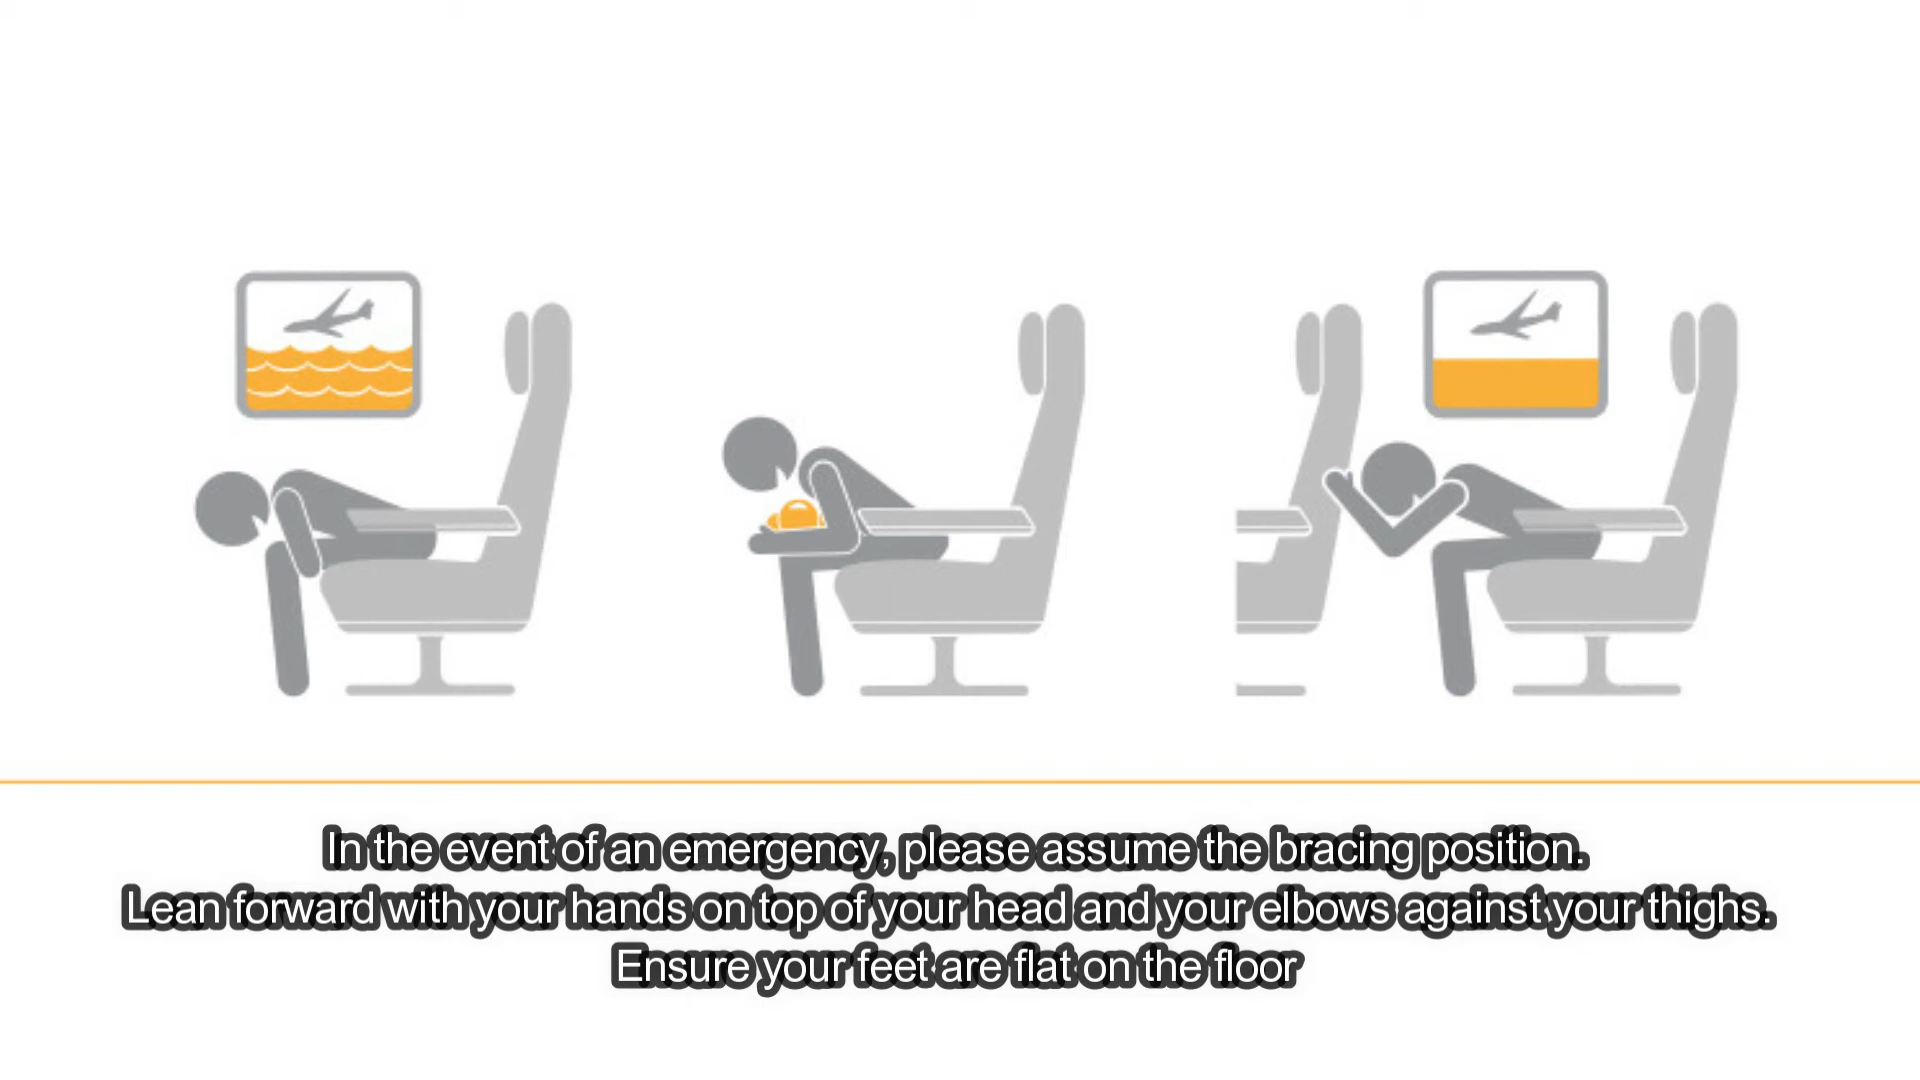 In the event of an emergency, please assume the bracing position.
Lean forward with your hands on top of your head and your elbows against your thighs.
Ensure your feet are flat on the floor